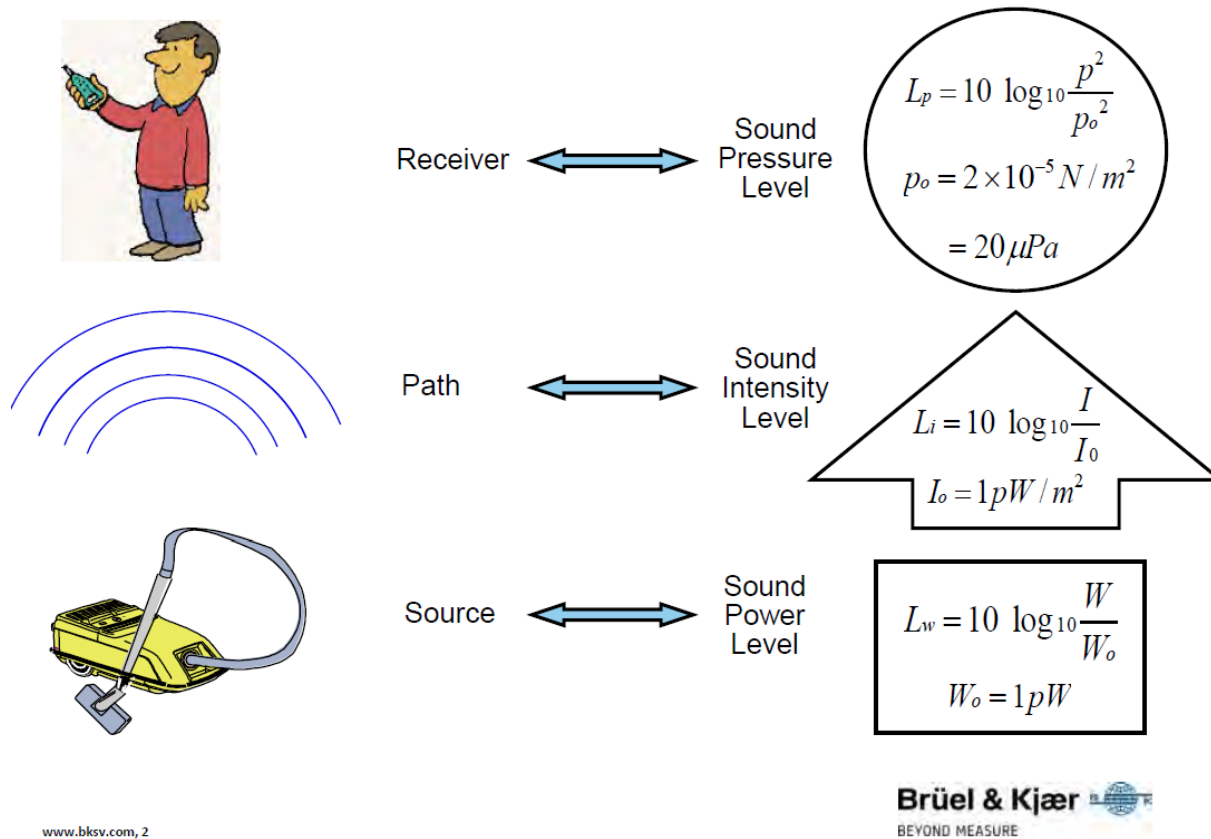 Receiver
Sound
Pressure
Level
Lp = 10 log10 p²/po²
po = 2×10⁻⁵ N/m²
= 20μPa
Path
Sound
Intensity
Level
Li = 10 log10 I/I0
Io = 1pW/m²
Source
Sound
Power
Level
Lw = 10 log10 W/Wo
Wo = 1pW
Brüel & Kjær
BEYOND MEASURE
www.bksv.com, 2